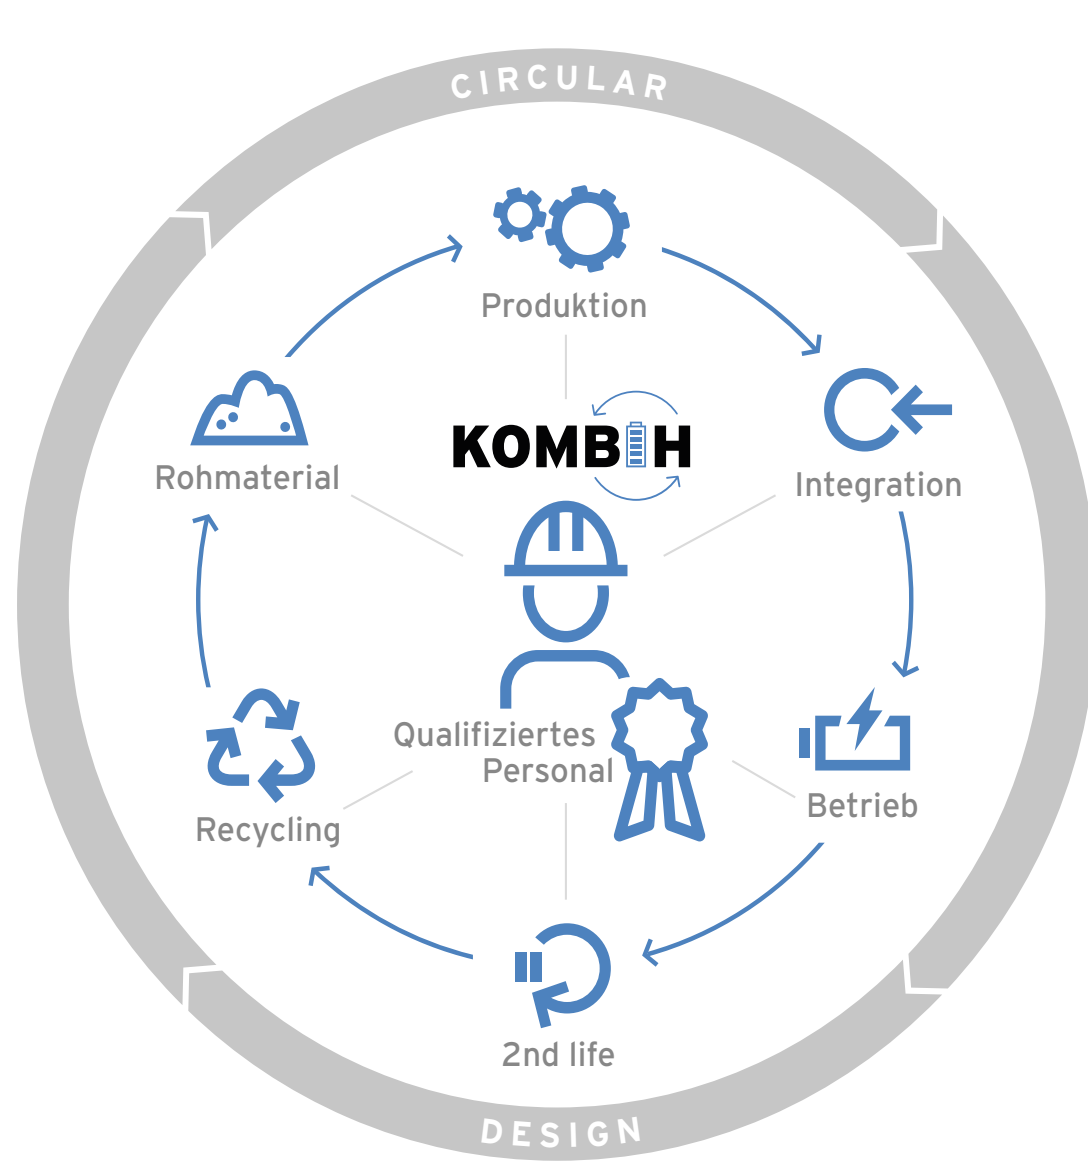 CIRCULAR
Produktion
KOMBiH
Rohmaterial
Integration
Qualifiziertes
Personal
Betrieb
Recycling
2nd life
DESIGN